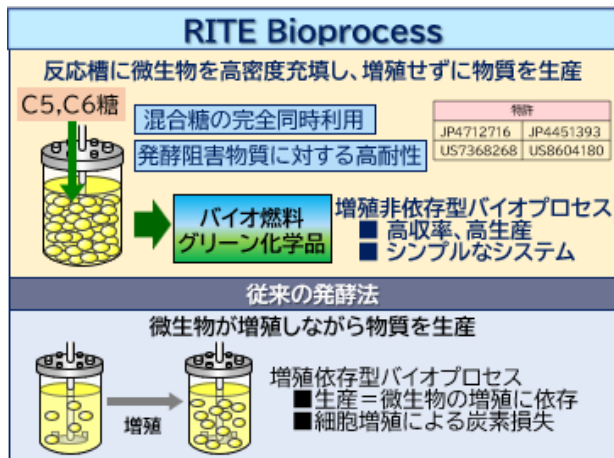 RITE Bioprocess
反応槽に微生物を高密度充填し、増殖せずに物質を生産
C5,C6糖
混合糖の完全同時利用
発酵阻害物質に対する高耐性
特許
JP4712716 JP4451393
US7368268 US8604180
バイオ燃料
グリーン化学品
増殖非依存型バイオプロセス
■ 高収率、高生産
■ シンプルなシステム
従来の発酵法
微生物が増殖しながら物質を生産
増殖
増殖依存型バイオプロセス
■生産＝微生物の増殖に依存
■細胞増殖による炭素損失